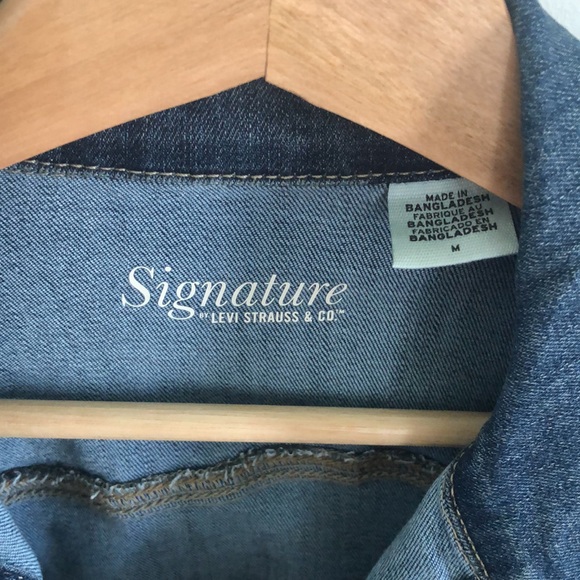 MADE IN
BANGLADESH
FABRIQUE AU
BANGLADESH
FABRICADO EN
BANGLADESH
M
Signature
BY LEVI STRAUSS & CO.™